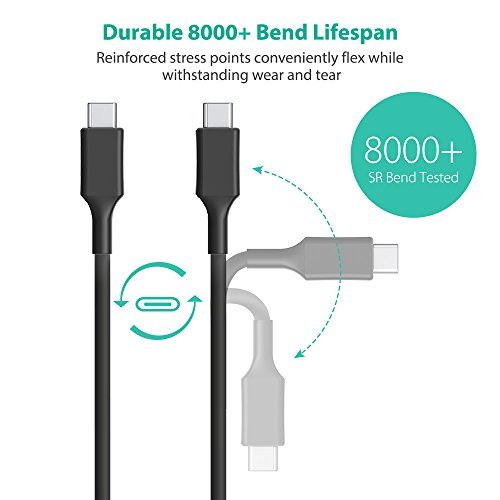 Durable 8000+ Bend Lifespan
Reinforced stress points conveniently flex while
withstanding wear and tear
8000+
SR Bend Tested